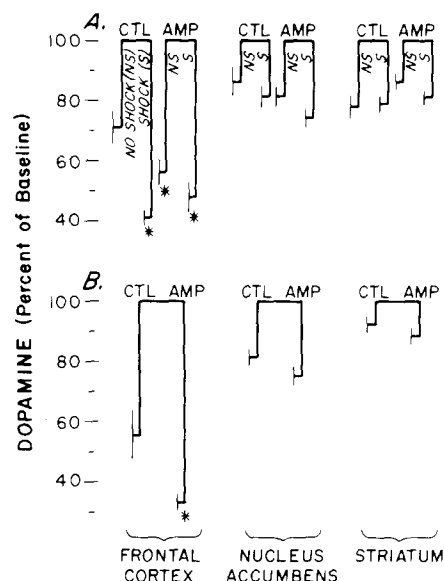 A.
CTL AMP CTL AMP CTL AMP
100
NO SHOCK (NS)
SHOCK (S)
NS
S
NS
S
NS
S
NS
S
NS
S
80
60
*
40
* *
B.
CTL AMP CTL AMP CTL AMP
100
80
60
40
*
DOPAMINE (Percent of Baseline)
FRONTAL CORTEX
NUCLEUS ACCUMBENS
STRIATUM